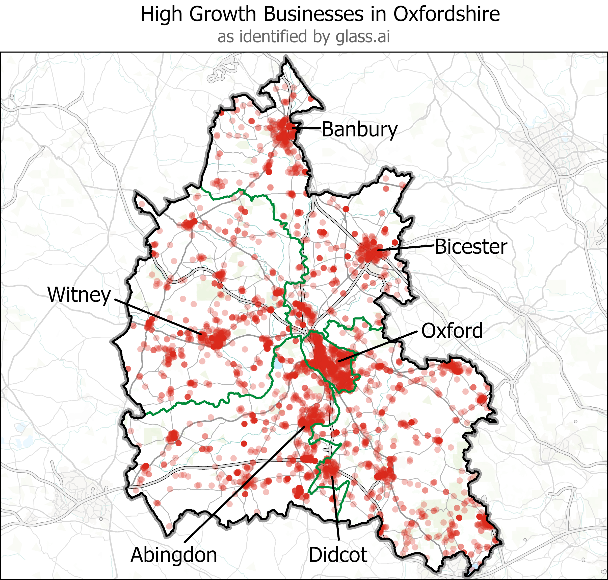 High Growth Businesses in Oxfordshire
as identified by glass.ai
Banbury
Bicester
Witney
Oxford
Abingdon
Didcot